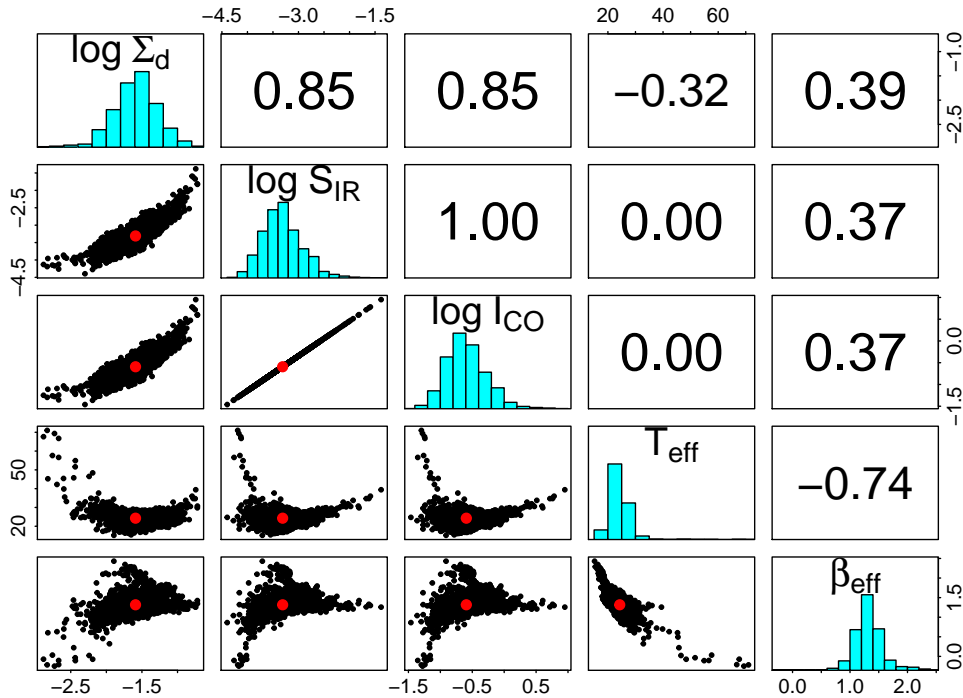 −4.5 −3.0 −1.5 20 40 60
log Σd 0.85 0.85 −0.32 0.39 −1.0 −2.5
−4.5 −2.5 log SIR 1.00 0.00 0.37
log ICO 0.00 0.37 0.0 −1.5
20 50 Teff −0.74
βeff 1.5 0.0
−2.5 −1.5 −1.5 −0.5 0.5 0.0 1.0 2.0